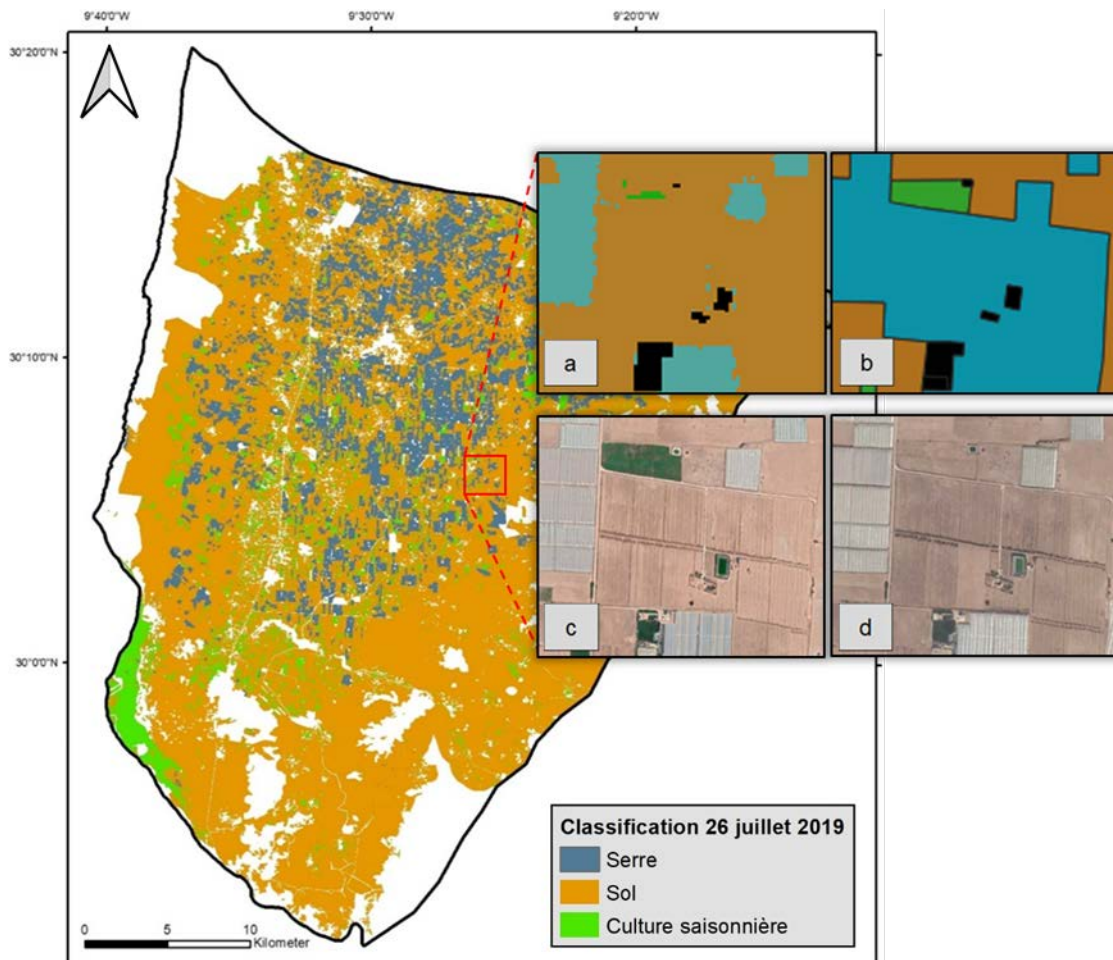 9°40'0"W
9°30'0"W
9°20'0"W
30°20'0"N
30°10'0"N
30°0'0"N
a
b
c
d
Classification 26 juillet 2019
Serre
Sol
Culture saisonnière
0 5 10
Kilometer